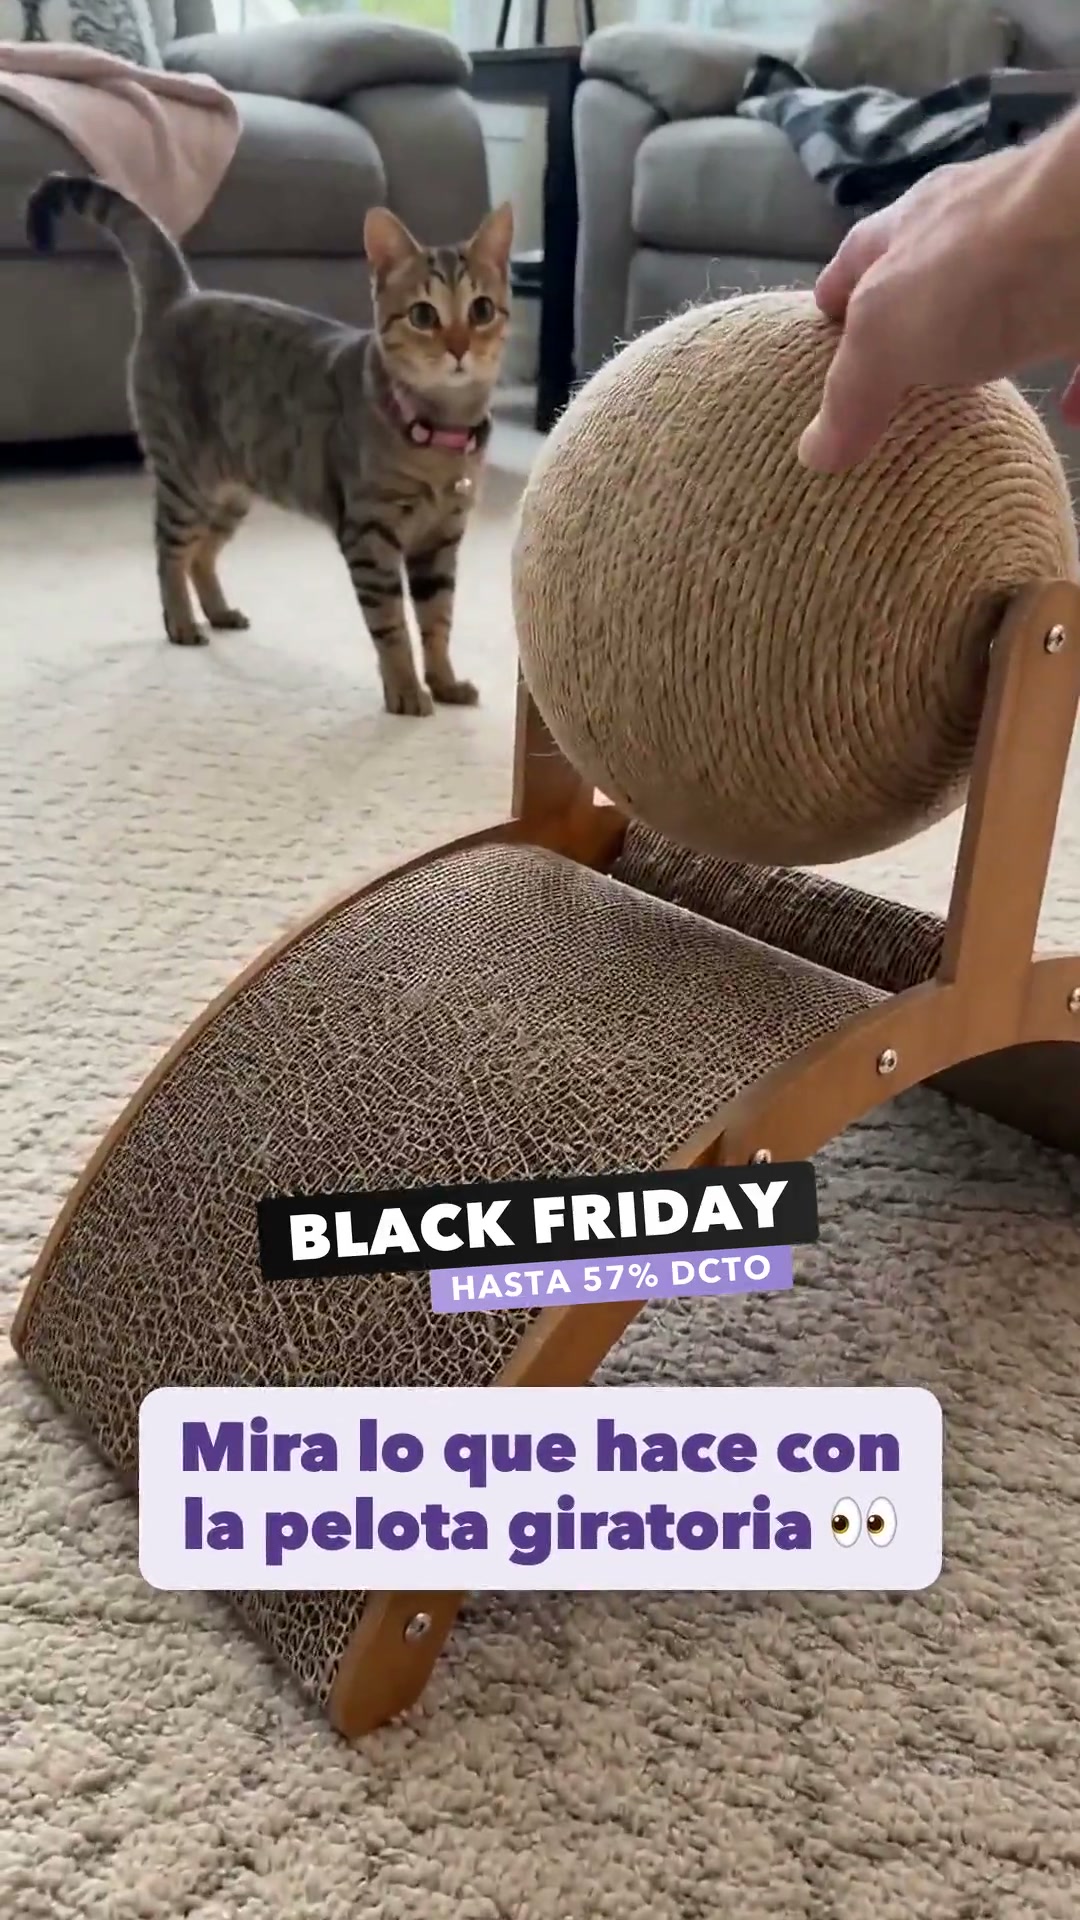 BLACK FRIDAY
HASTA 57% DCTO
Mira lo que hace con
la pelota giratoria 👀